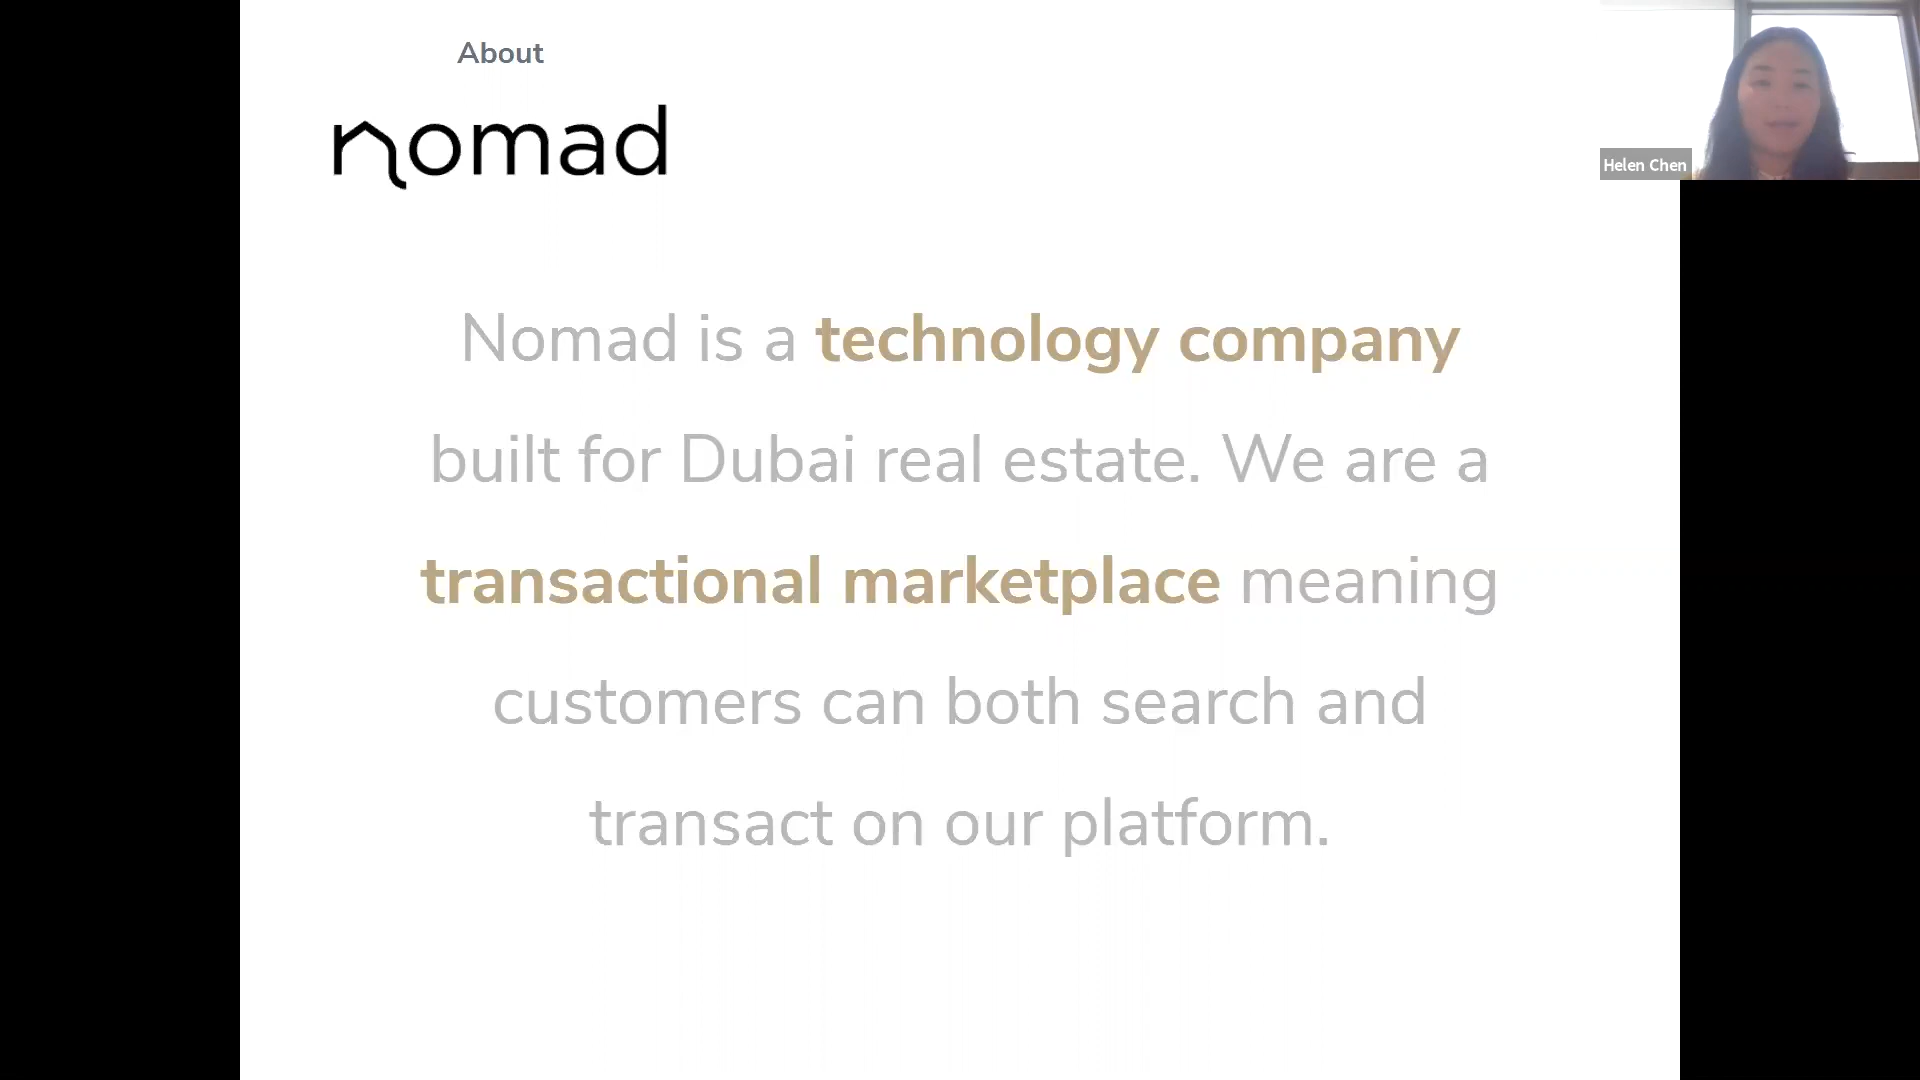 About
nomad
Helen Chen
Nomad is a technology company
built for Dubai real estate. We are a
transactional marketplace meaning
customers can both search and
transact on our platform.